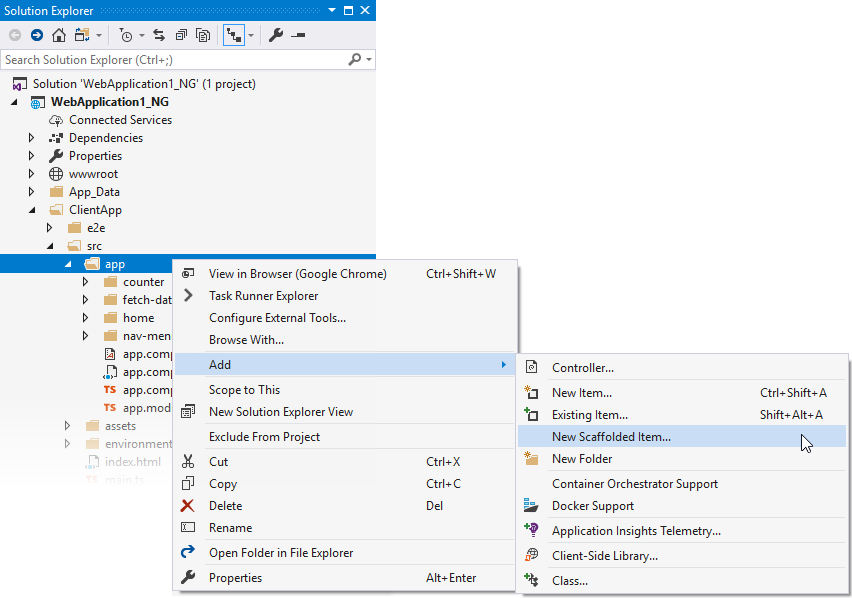 Solution Explorer
Search Solution Explorer (Ctrl+;)
Solution 'WebApplication1_NG' (1 project)
WebApplication1_NG
Connected Services
Dependencies
Properties
wwwroot
App_Data
ClientApp
e2e
src
app
counter
fetch-dat
home
nav-men
app.comp
app.comp
TS app.comp
TS app.mod
assets
environment
index.html
TS main.ts
View in Browser (Google Chrome) Ctrl+Shift+W
Task Runner Explorer
Configure External Tools...
Browse With...
Add
Scope to This
New Solution Explorer View
Exclude From Project
Cut Ctrl+X
Copy Ctrl+C
Delete Del
Rename
Open Folder in File Explorer
Properties Alt+Enter
Controller...
New Item... Ctrl+Shift+A
Existing Item... Shift+Alt+A
New Scaffolded Item...
New Folder
Container Orchestrator Support
Docker Support
Application Insights Telemetry...
Client-Side Library...
Class...